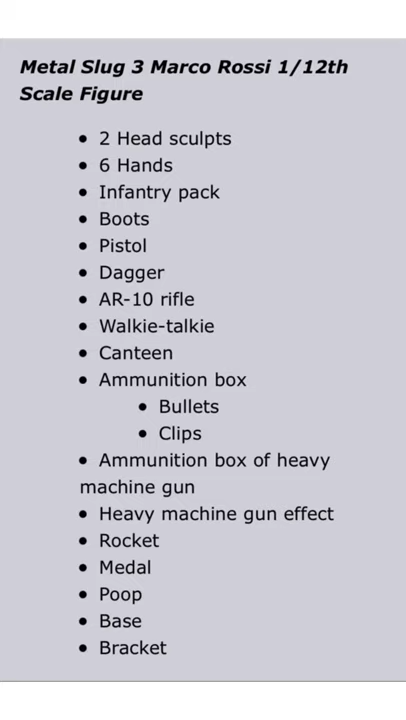 Metal Slug 3 Marco Rossi 1/12th
Scale Figure
• 2 Head sculpts
• 6 Hands
• Infantry pack
• Boots
• Pistol
• Dagger
• AR-10 rifle
• Walkie-talkie
• Canteen
• Ammunition box
• Bullets
• Clips
• Ammunition box of heavy
machine gun
• Heavy machine gun effect
• Rocket
• Medal
• Poop
• Base
• Bracket